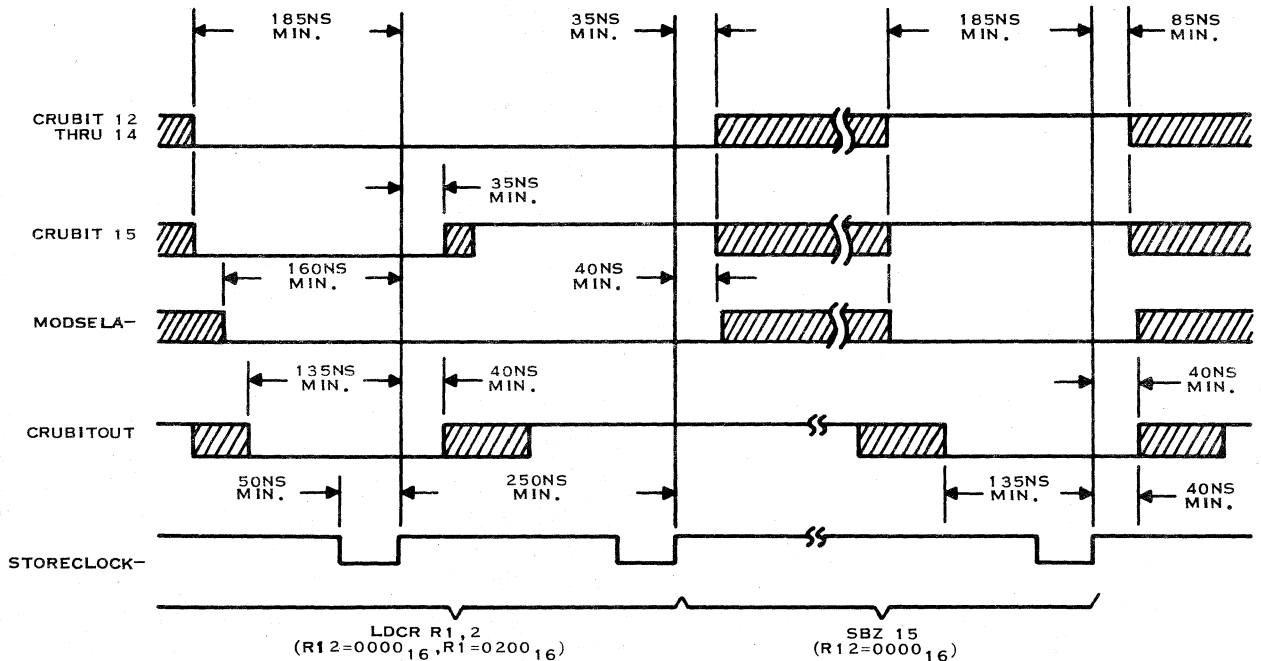 185NS
MIN.
35NS
MIN.
185NS
MIN.
85NS
MIN.
CRUBIT 12
THRU 14
35NS
MIN.
CRUBIT 15
160NS
MIN.
40NS
MIN.
MODSELA-
135NS
MIN.
40NS
MIN.
40NS
MIN.
CRUBITOUT
50NS
MIN.
250NS
MIN.
135NS
MIN.
40NS
MIN.
STORECLOCK-
LDCR R1,2
(R12=0000₁₆,R1=0200₁₆)
SBZ 15
(R12=0000₁₆)